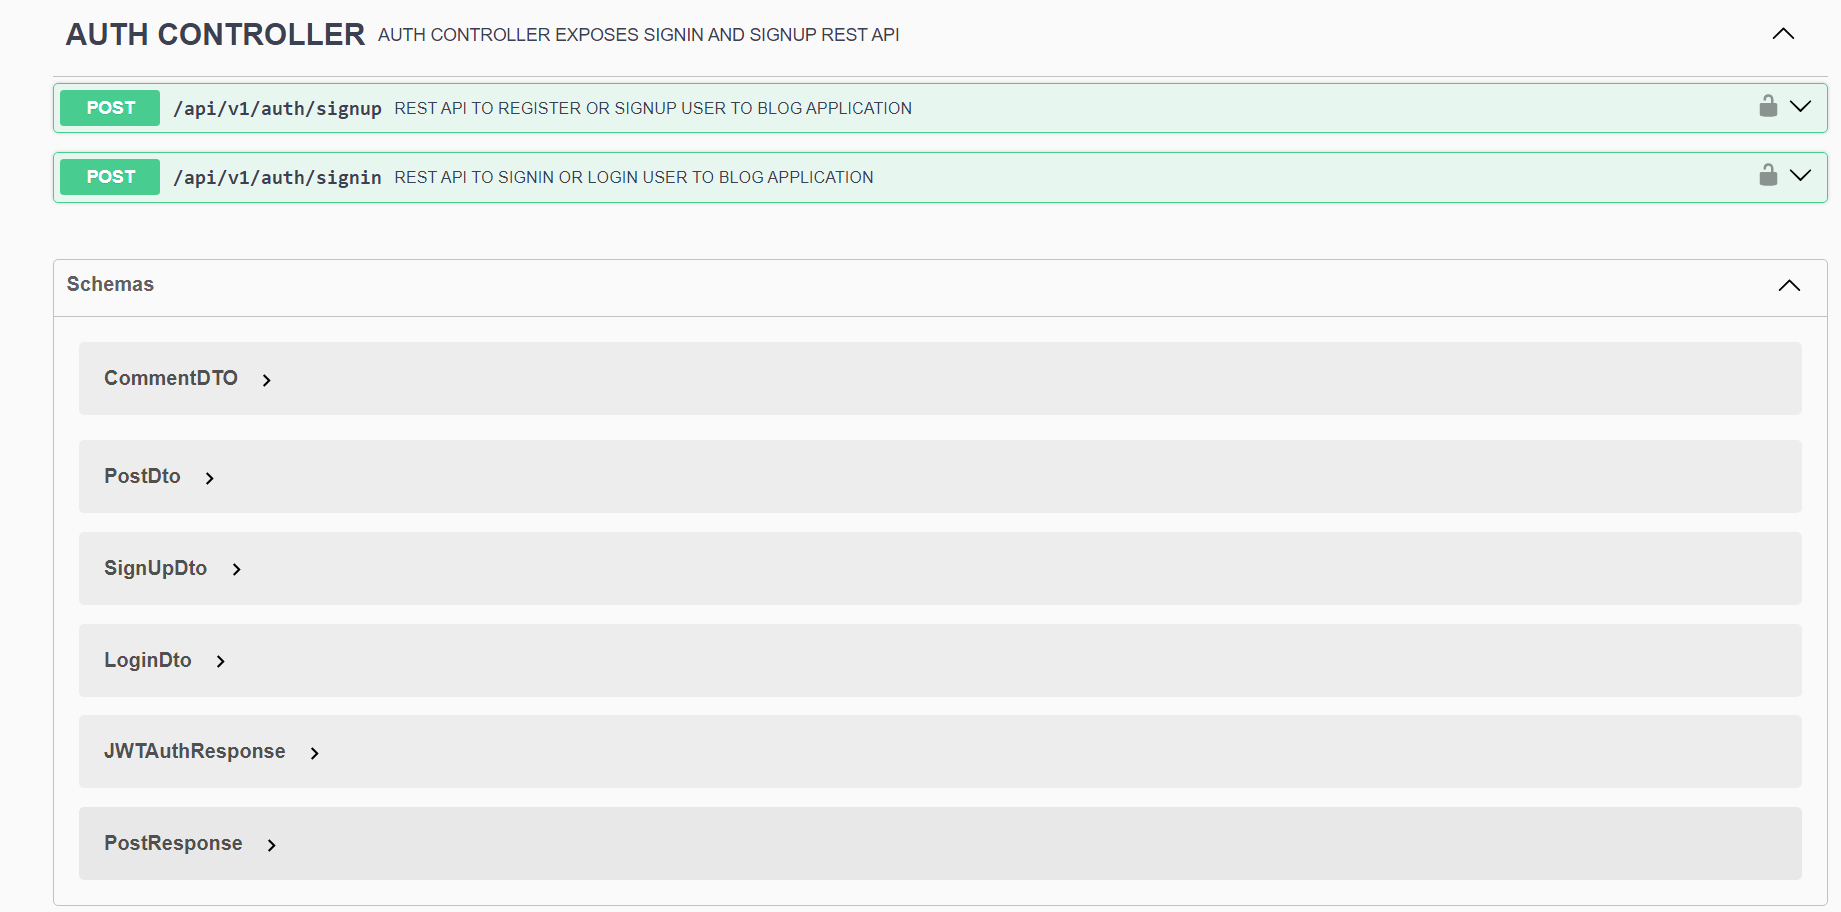 AUTH CONTROLLER AUTH CONTROLLER EXPOSES SIGNIN AND SIGNUP REST API
POST /api/v1/auth/signup REST API TO REGISTER OR SIGNUP USER TO BLOG APPLICATION
POST /api/v1/auth/signin REST API TO SIGNIN OR LOGIN USER TO BLOG APPLICATION
Schemas
CommentDTO
PostDto
SignUpDto
LoginDto
JWTAuthResponse
PostResponse